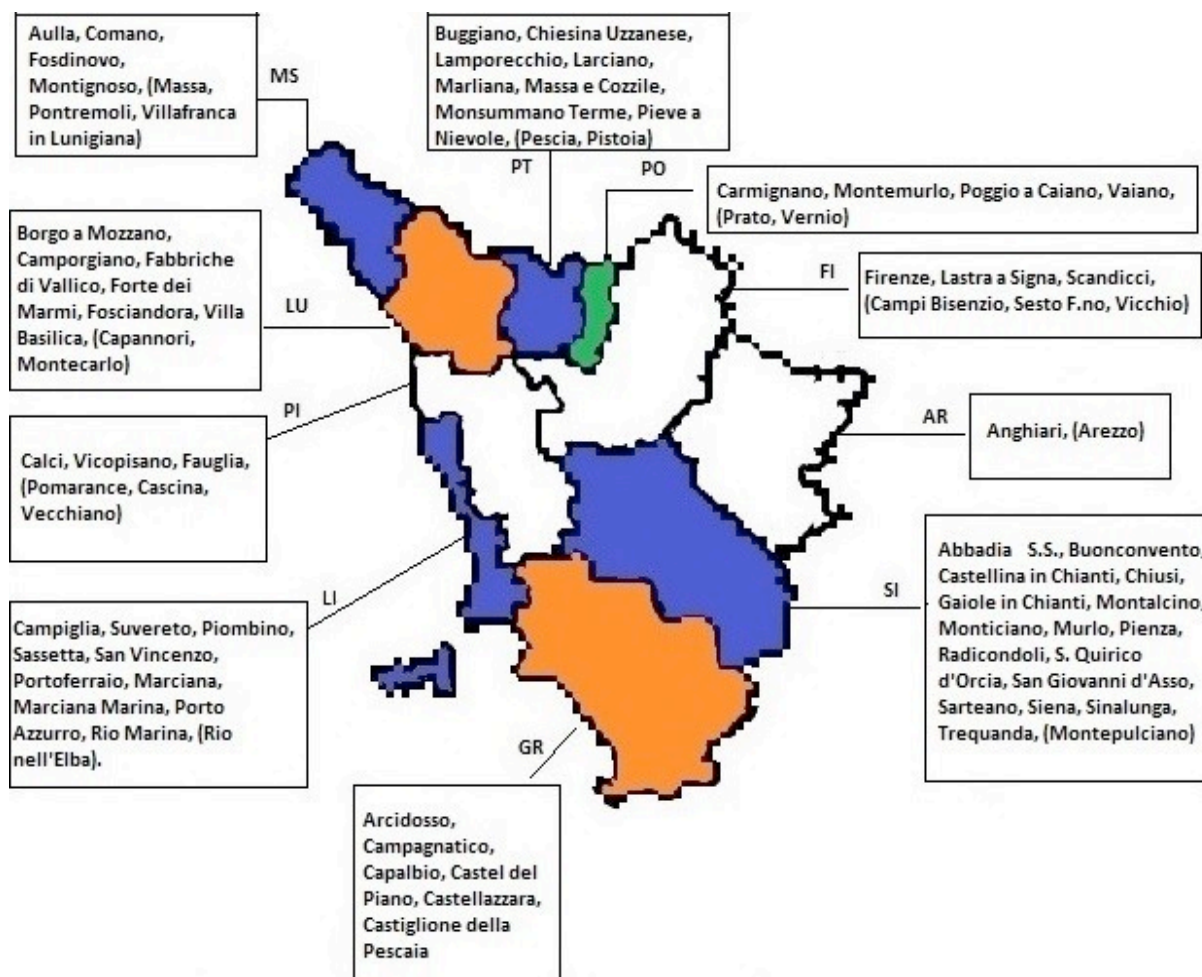 Aulla, Comano,
Fosdinovo,
Montignoso, (Massa,
Pontremoli, Villafranca
in Lunigiana)
MS
Buggiano, Chiesina Uzzanese,
Lamporecchio, Larciano,
Marliana, Massa e Cozzile,
Monsummano Terme, Pieve a
Nievole, (Pescia, Pistoia)
PT
PO
Carmignano, Montemurlo, Poggio a Caiano, Vaiano,
(Prato, Vernio)
Borgo a Mozzano,
Camporgiano, Fabbriche
di Vallico, Forte dei
Marmi, Fosciandora, Villa
Basilica, (Capannori,
Montecarlo)
LU
FI
Firenze, Lastra a Signa, Scandicci,
(Campi Bisenzio, Sesto F.no, Vicchio)
PI
Calci, Vicopisano, Fauglia,
(Pomarance, Cascina,
Vecchiano)
AR
Anghiari, (Arezzo)
LI
Campiglia, Suvereto, Piombino,
Sassetta, San Vincenzo,
Portoferraio, Marciana,
Marciana Marina, Porto
Azzurro, Rio Marina, (Rio
nell'Elba).
SI
Abbadia S.S., Buonconvento,
Castellina in Chianti, Chiusi,
Gaiole in Chianti, Montalcino,
Monticiano, Murlo, Pienza,
Radicondoli, S. Quirico
d'Orcia, San Giovanni d'Asso,
Sarteano, Siena, Sinalunga,
Trequanda, (Montepulciano)
GR
Arcidosso,
Campagnatico,
Capalbio, Castel del
Piano, Castellazzara,
Castiglione della
Pescaia